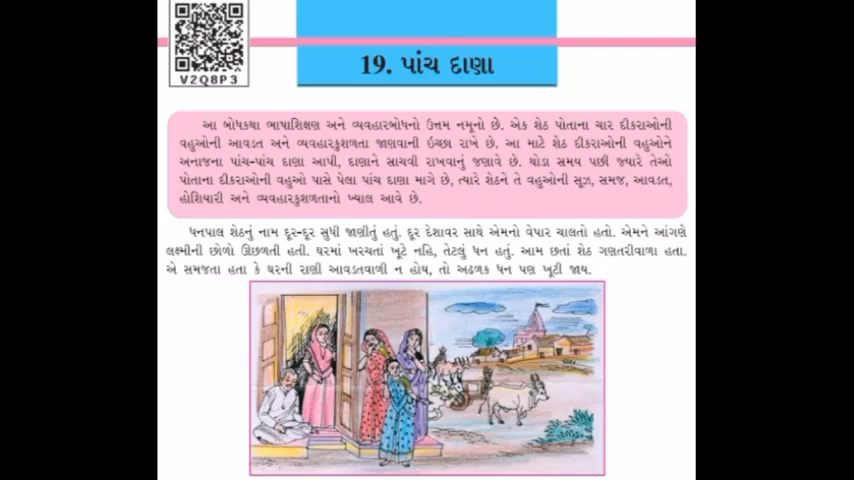 V2Q8P3
19. પાંચ દાણા
આ બોધકથા ભાષાશિક્ષણ અને વ્યવહારબોધનો ઉત્તમ નમૂનો છે. એક શેઠ પોતાના ચાર દીકરાઓની
વહુઓની આવડત અને વ્યવહારકુશળતા જાણવાની ઇચ્છા રાખે છે. આ માટે શેઠ દીકરાઓની વહુઓને
અનાજના પાંચ-પાંચ દાણા આપી, દાણાને સાચવી રાખવાનું જણાવે છે. થોડા સમય પછી જ્યારે તેઓ
પોતાના દીકરાઓની વહુઓ પાસે પેલા પાંચ દાણા માગે છે, ત્યારે શેઠને તે વહુઓની સૂઝ, સમજ, આવડત,
હોશિયારી અને વ્યવહારકુશળતાનો ખ્યાલ આવે છે.
ધનપાલ શેઠનું નામ દૂર-દૂર સુધી જાણીતું હતું. દૂર દેશાવર સાથે એમનો વેપાર ચાલતો હતો. એમને આંગણે
લક્ષ્મીની છોળો ઊછળતી હતી. ઘરમાં ખરચતાં ખૂટે નહિ, તેટલું ધન હતું. આમ છતાં શેઠ ગણતરીવાળા હતા.
એ સમજતા હતા કે ઘરની રાણી આવડતવાળી ન હોય, તો અઢળક ધન પણ ખૂટી જાય.